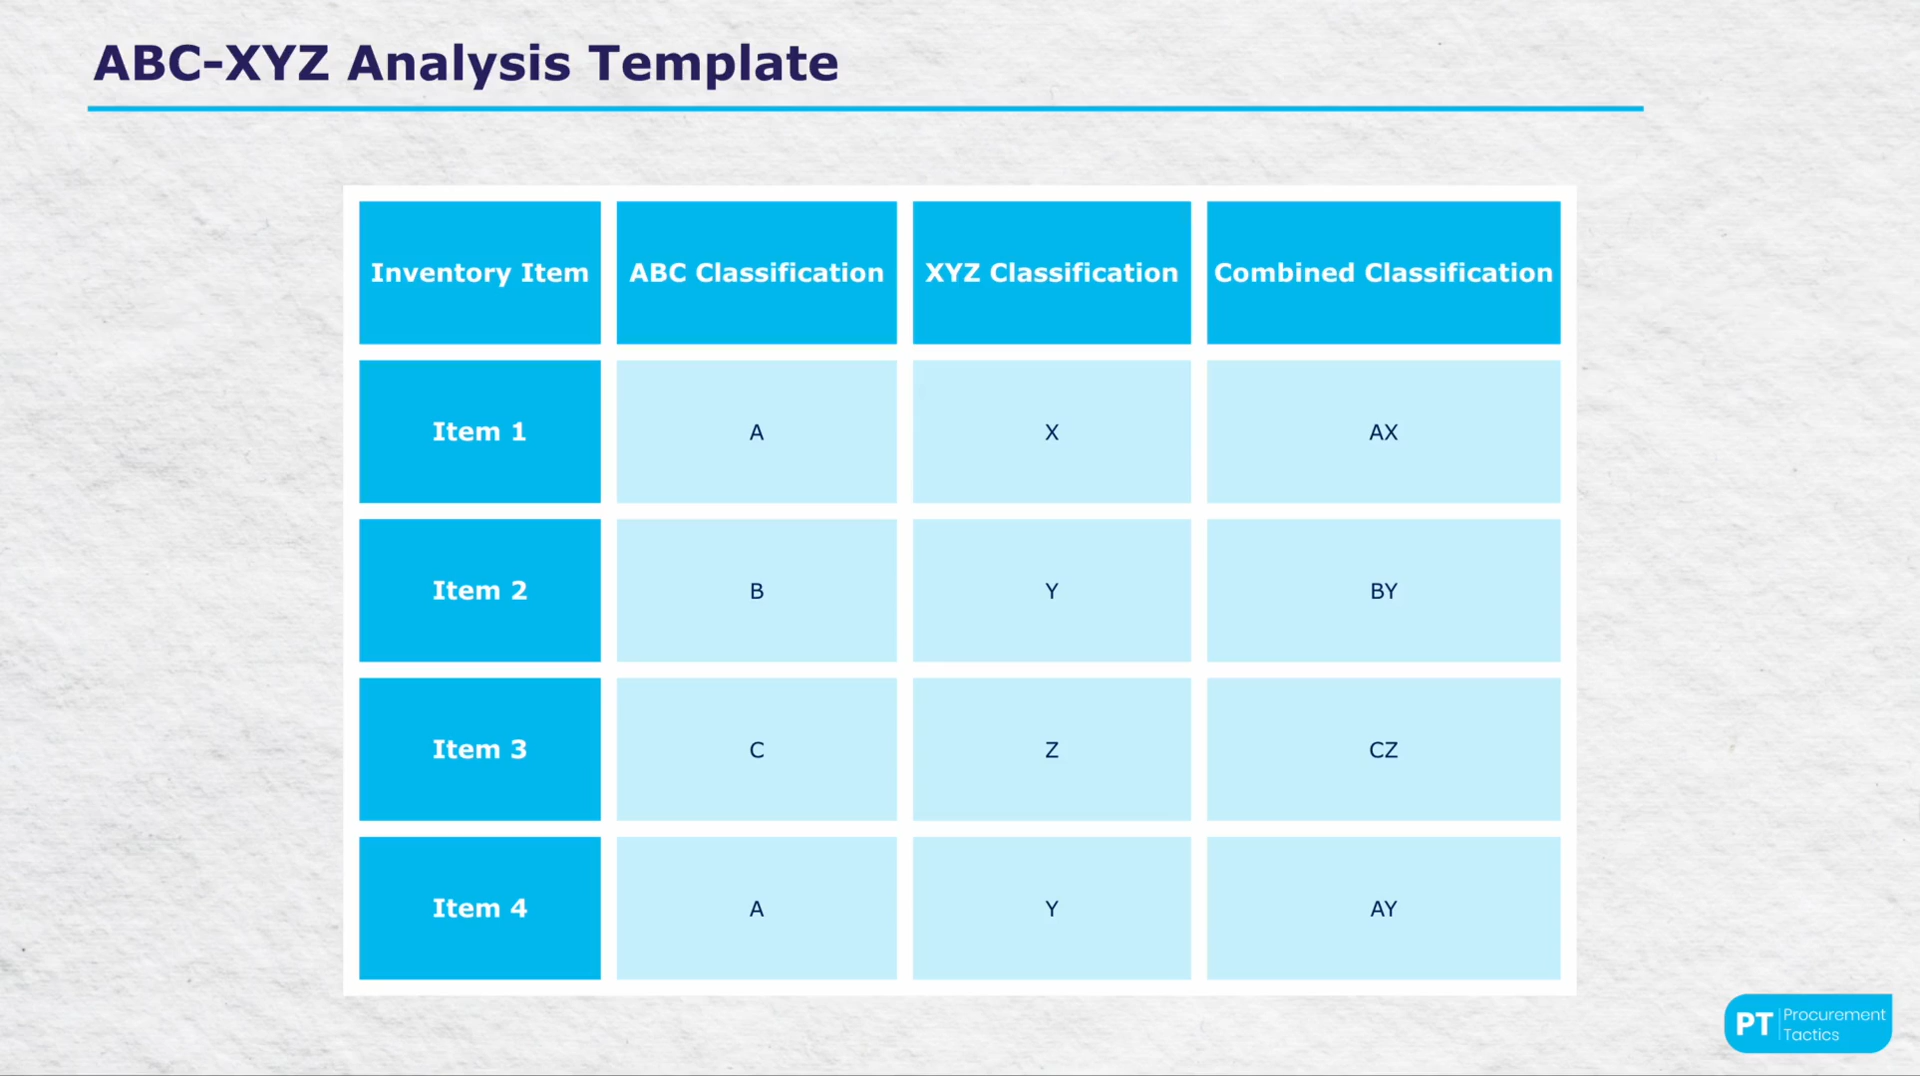 ABC-XYZ Analysis Template
Inventory Item ABC Classification XYZ Classification Combined Classification
Item 1 A X AX
Item 2 B Y BY
Item 3 C Z CZ
Item 4 A Y AY
PT Procurement
Tactics